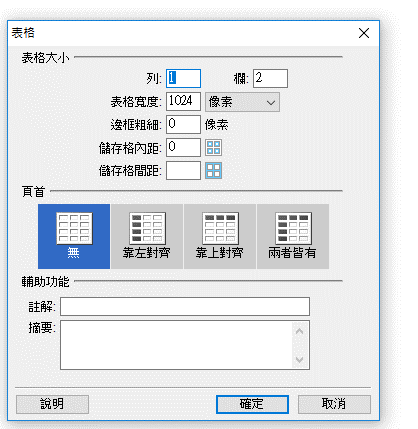 表格
表格大小
列: 1 欄: 2
表格寬度: 1024 像素
邊框粗細: 0 像素
儲存格內距: 0
儲存格間距:
頁首
無 靠左對齊 靠上對齊 兩者皆有
輔助功能
註解:
摘要:
說明 確定 取消